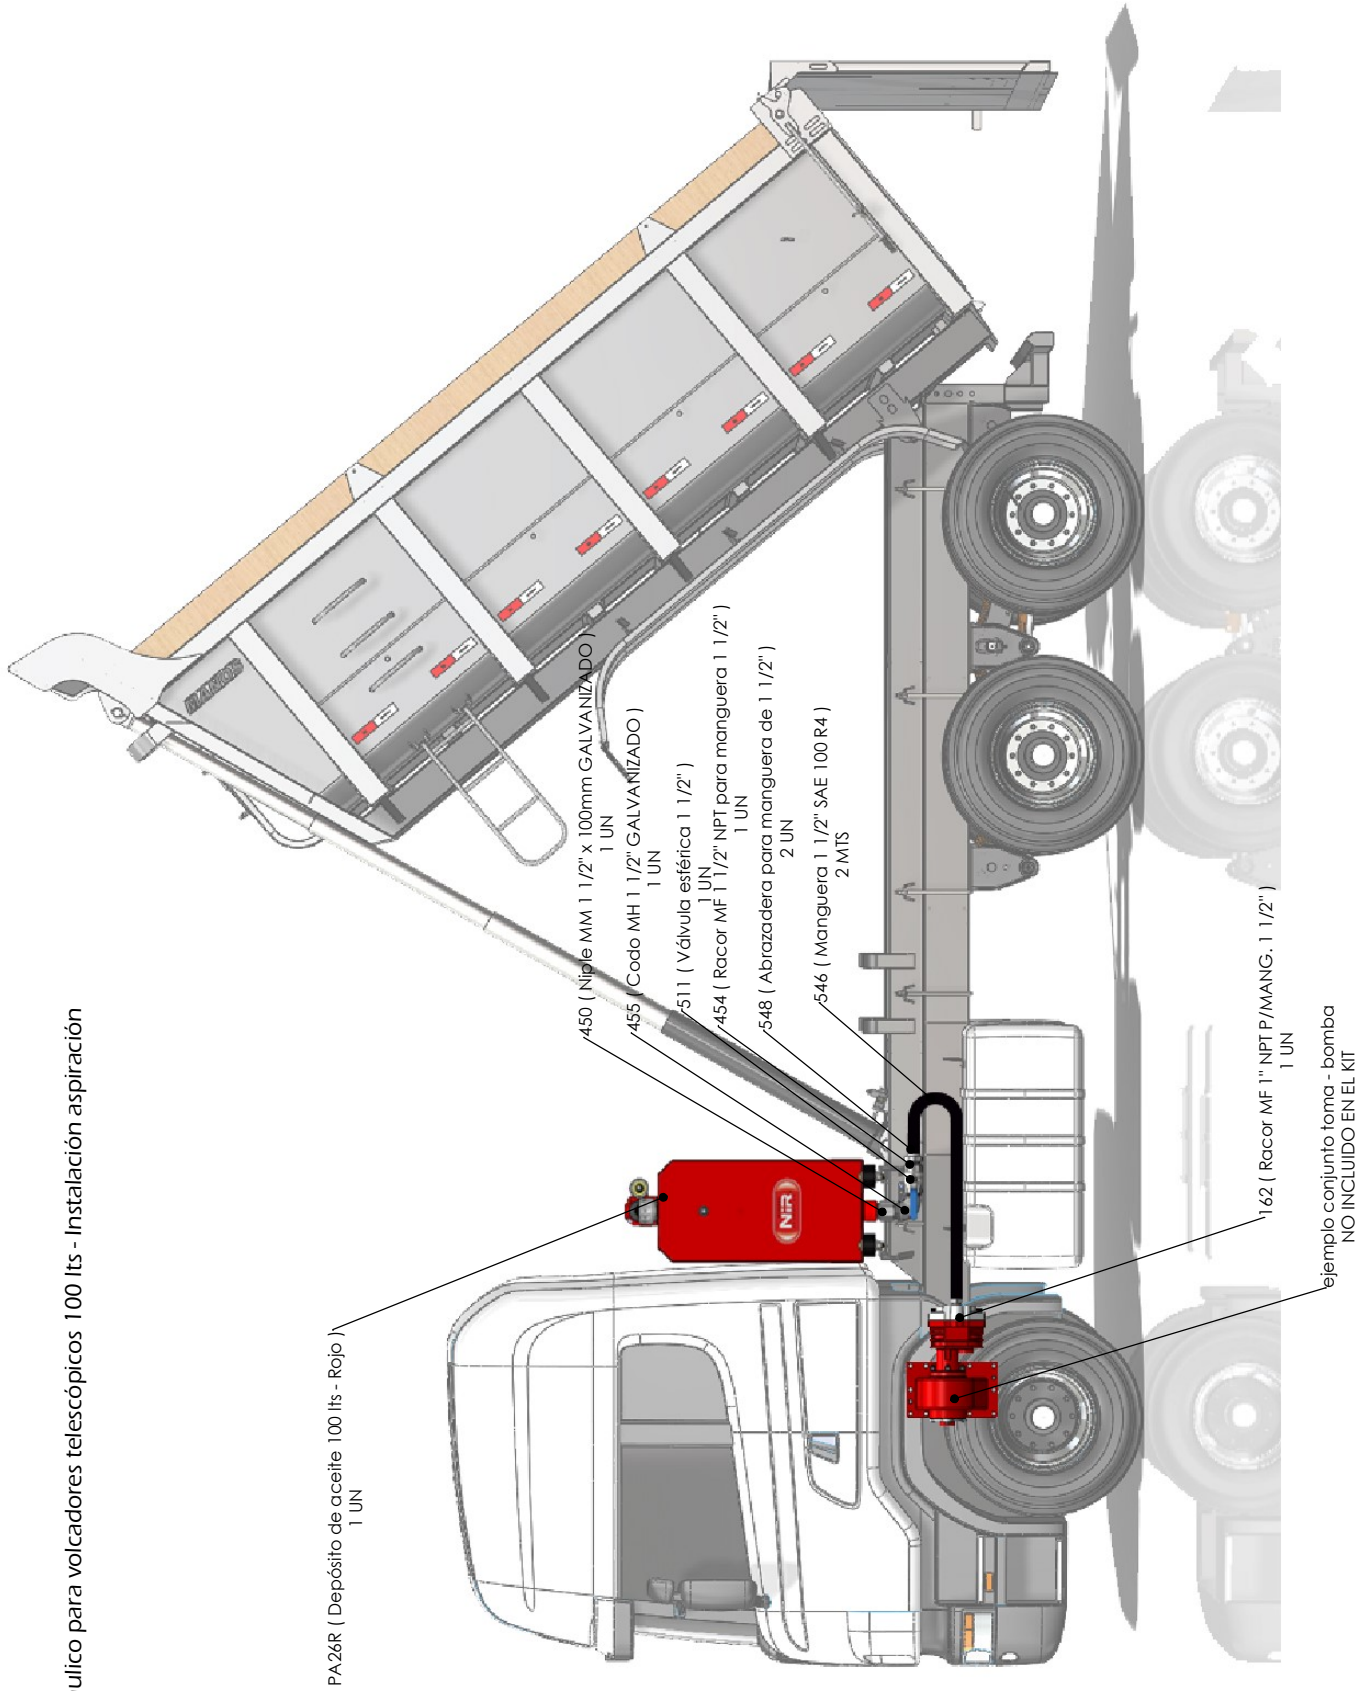 ulico para volcadores telescópicos 100 lts - Instalación aspiración
PA26R ( Depósito de aceite 100 lts - Rojo )
1 UN
450 ( Niple MM 1 1/2" x 100mm GALVANIZADO )
1 UN
455 ( Codo MH 1 1/2" GALVANIZADO )
1 UN
511 ( Válvula esférica 1 1/2" )
1 UN
454 ( Racor MF 1 1/2" NPT para manguera 1 1/2" )
1 UN
548 ( Abrazadera para manguera de 1 1/2" )
2 UN
546 ( Manguera 1 1/2" SAE 100 R4 )
2 MTS
162 ( Racor MF 1" NPT P/MANG. 1 1/2" )
1 UN
ejemplo conjunto toma - bomba
NO INCLUIDO EN EL KIT
NiR